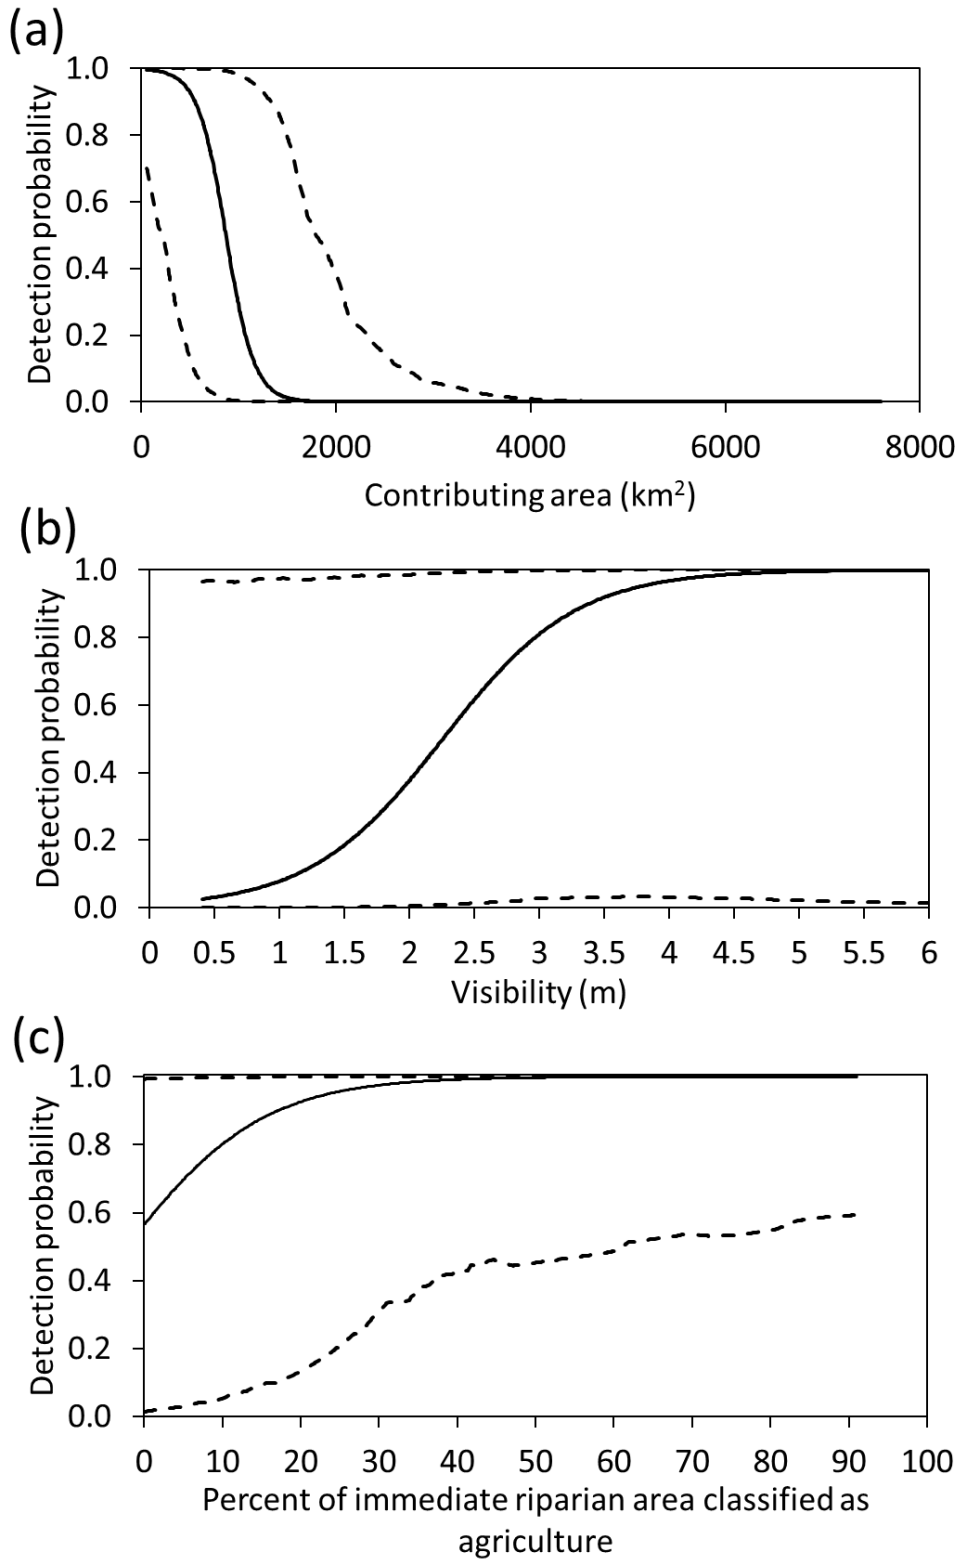 (a)
Detection probability
1.0
0.8
0.6
0.4
0.2
0.0
0 2000 4000 6000 8000
Contributing area (km²)
(b)
Detection probability
1.0
0.8
0.6
0.4
0.2
0.0
0 0.5 1 1.5 2 2.5 3 3.5 4 4.5 5 5.5 6
Visibility (m)
(c)
Detection probability
1.0
0.8
0.6
0.4
0.2
0.0
0 10 20 30 40 50 60 70 80 90 100
Percent of immediate riparian area classified as
agriculture